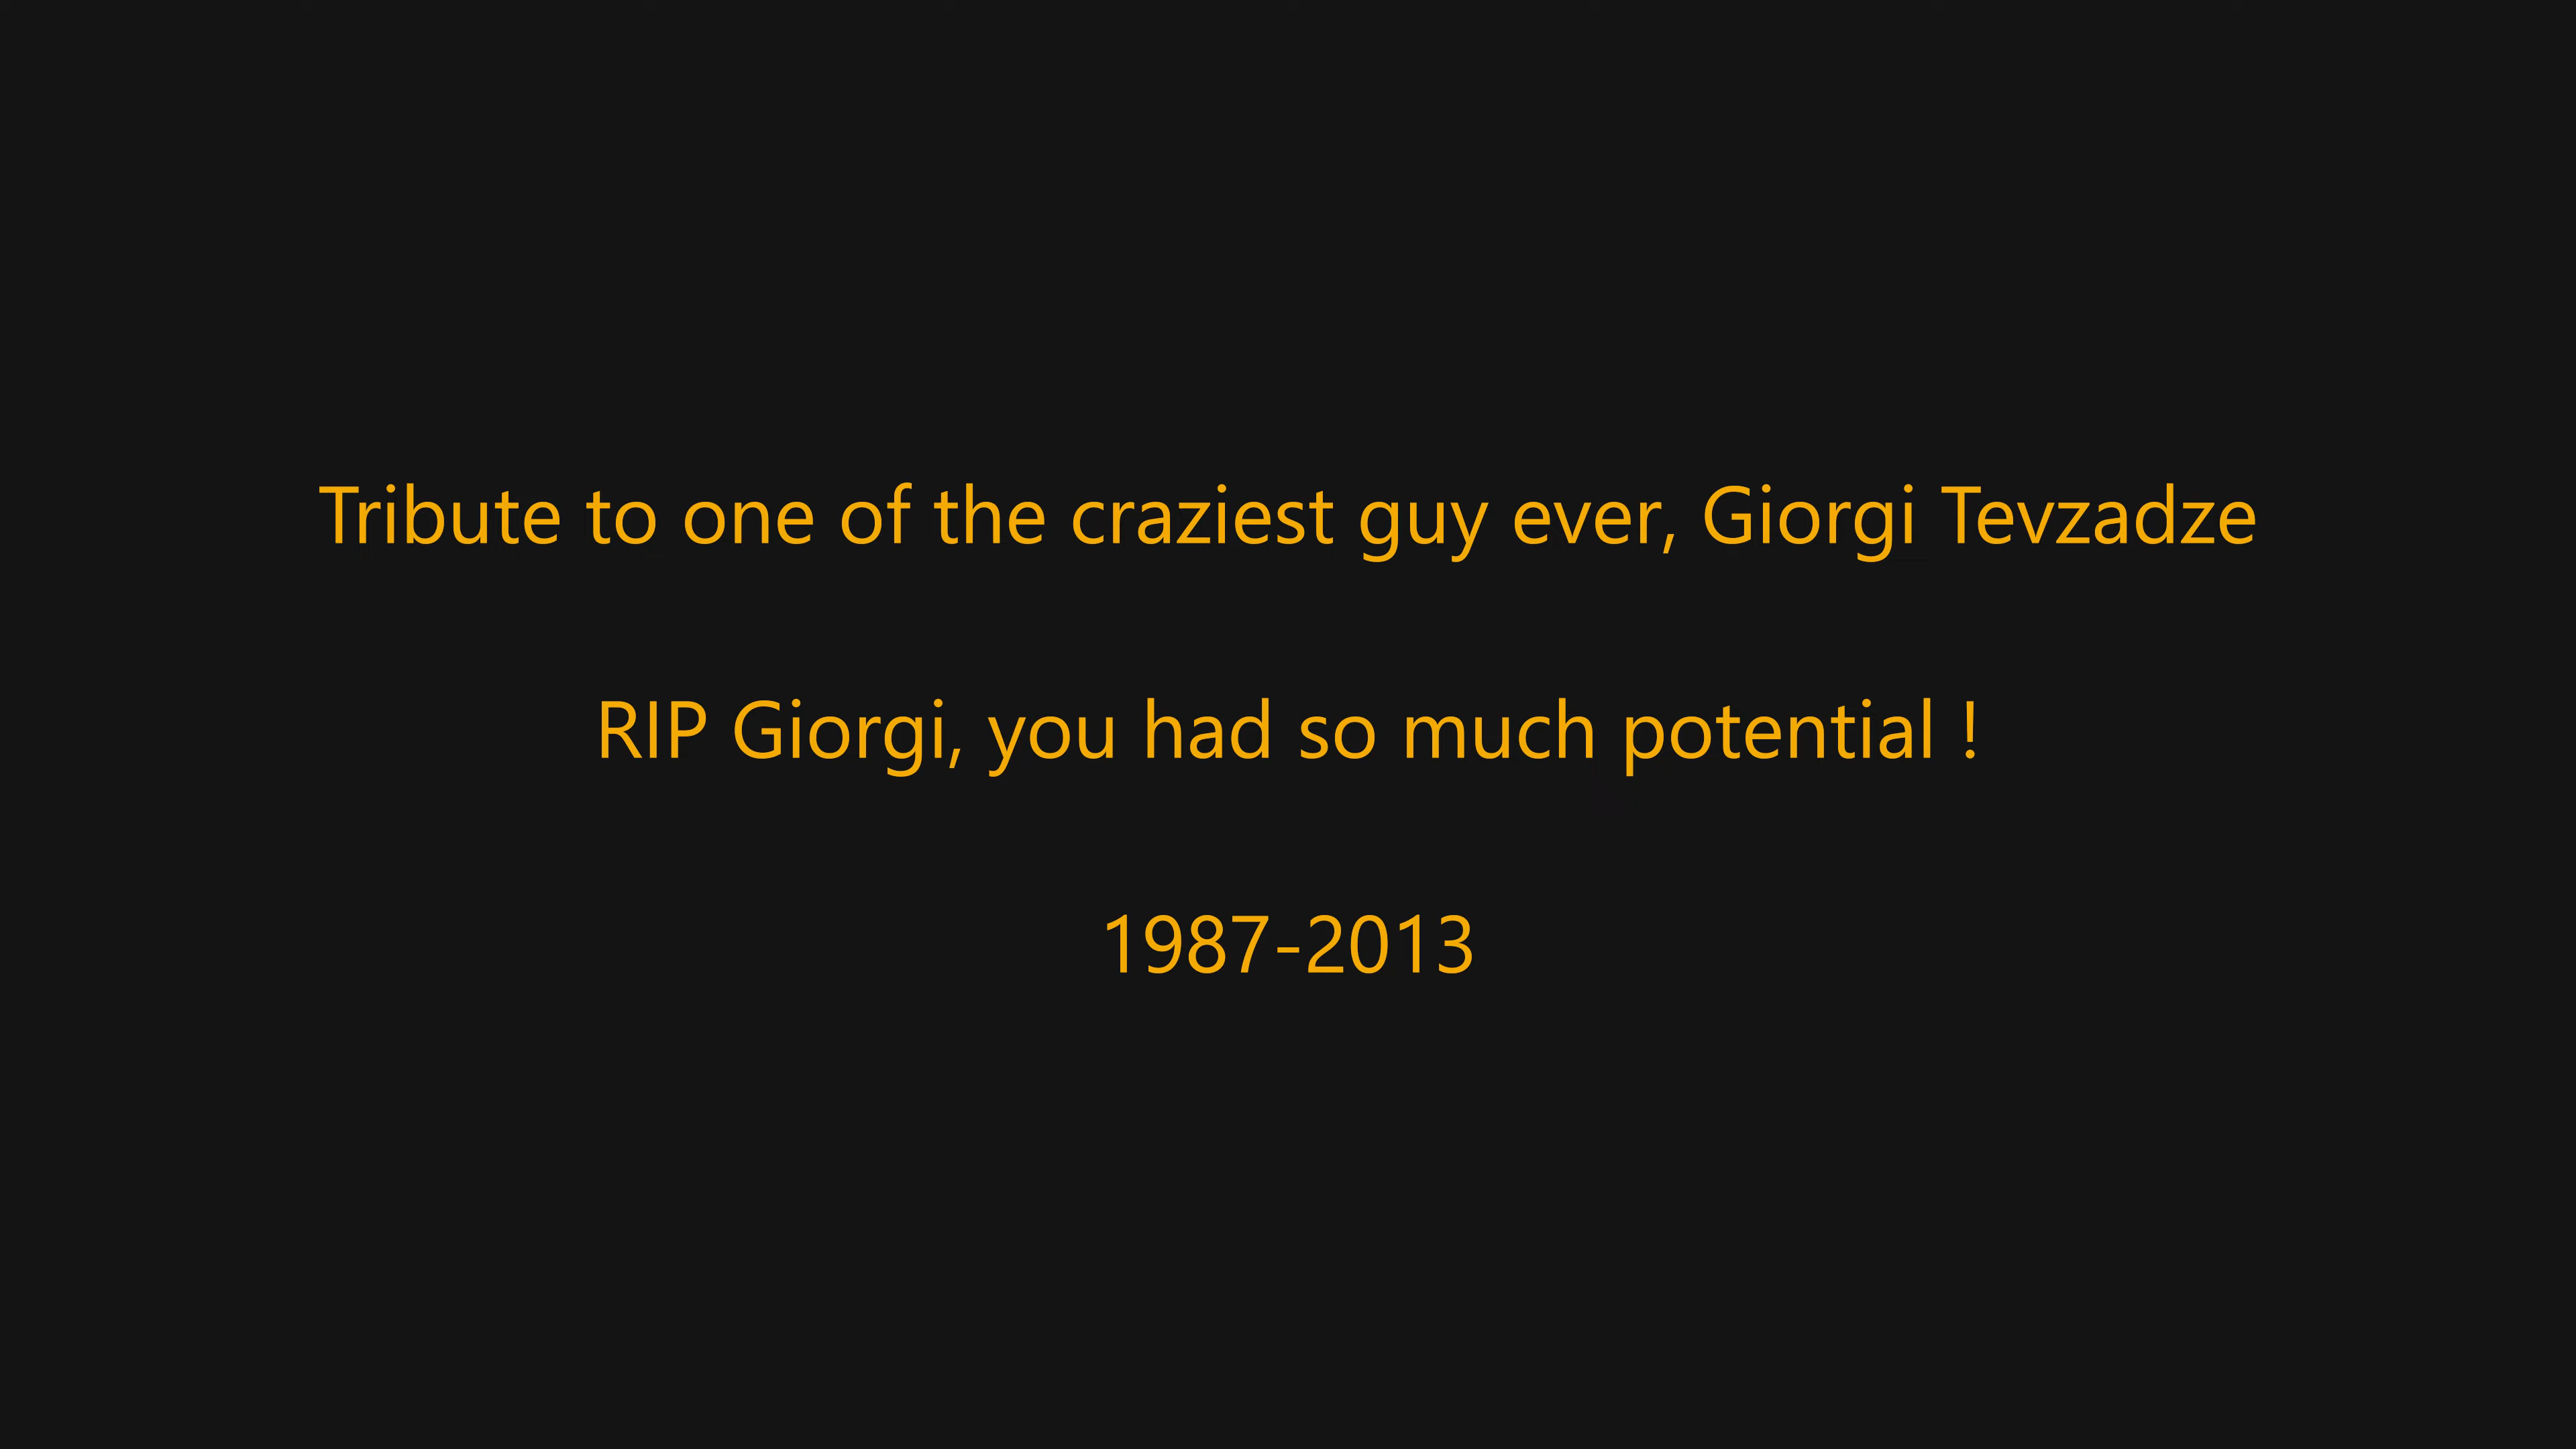 Tribute to one of the craziest guy ever, Giorgi Tevzadze
RIP Giorgi, you had so much potential !
1987-2013